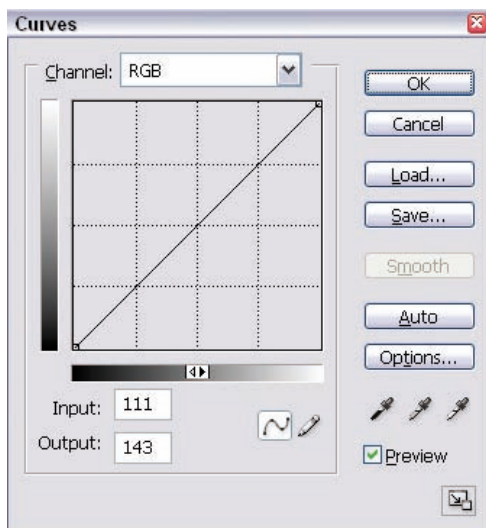 Curves
Channel: RGB
OK
Cancel
Load...
Save...
Smooth
Auto
Options...
Input: 111
Output: 143
Preview